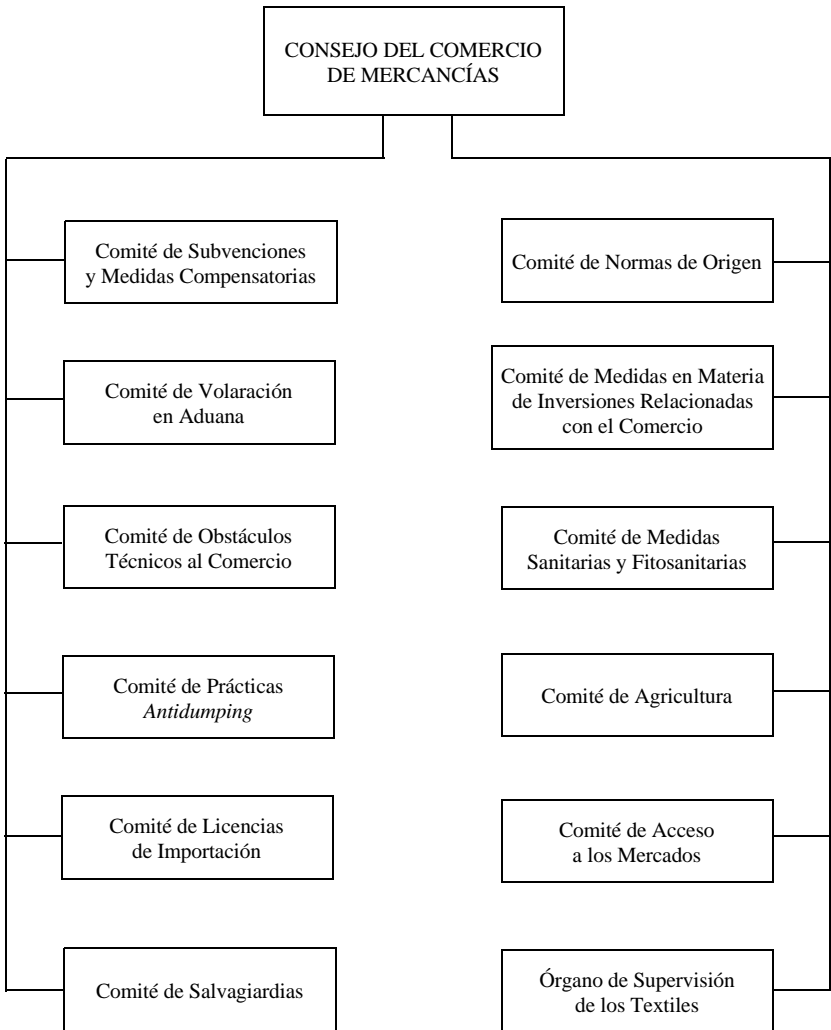 CONSEJO DEL COMERCIO
DE MERCANCÍAS
Comité de Subvenciones
y Medidas Compensatorias
Comité de Normas de Origen
Comité de Volaración
en Aduana
Comité de Medidas en Materia
de Inversiones Relacionadas
con el Comercio
Comité de Obstáculos
Técnicos al Comercio
Comité de Medidas
Sanitarias y Fitosanitarias
Comité de Prácticas
Antidumping
Comité de Agricultura
Comité de Licencias
de Importación
Comité de Acceso
a los Mercados
Comité de Salvagiardias
Órgano de Supervisión
de los Textiles